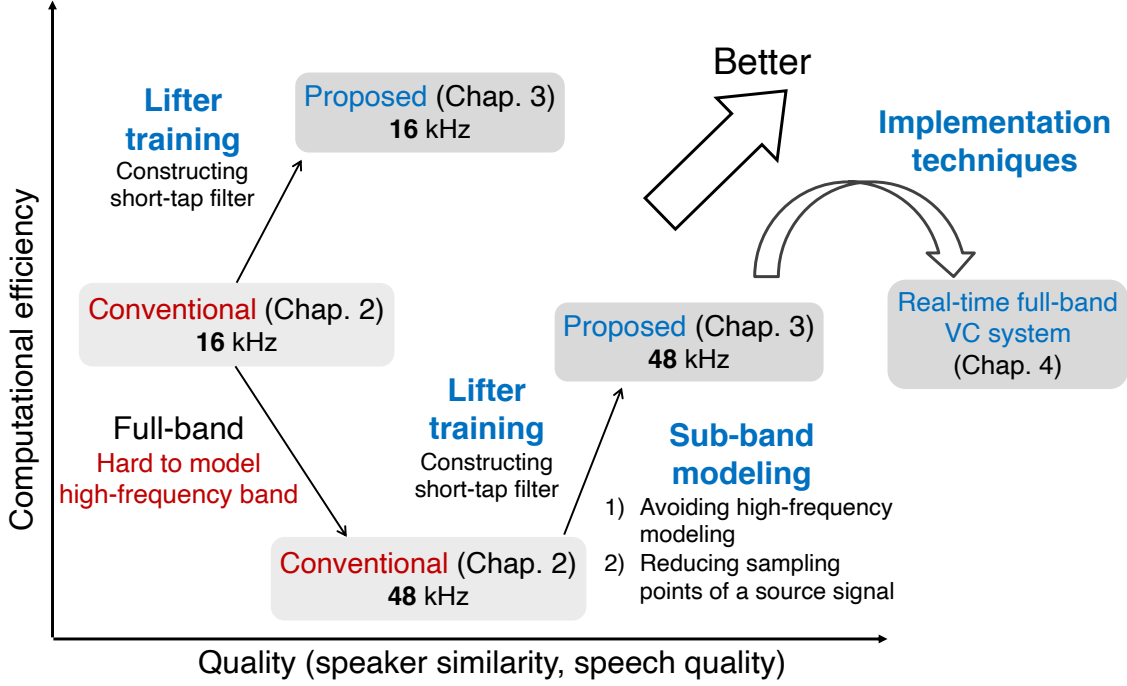 Better
Lifter
training
Constructing
short-tap filter
Proposed (Chap. 3)
16 kHz
Implementation
techniques
Computational efficiency
Conventional (Chap. 2)
16 kHz
Proposed (Chap. 3)
48 kHz
Real-time full-band
VC system
(Chap. 4)
Full-band
Hard to model
high-frequency band
Lifter
training
Constructing
short-tap filter
Sub-band
modeling
1) Avoiding high-frequency
modeling
2) Reducing sampling
points of a source signal
Conventional (Chap. 2)
48 kHz
Quality (speaker similarity, speech quality)